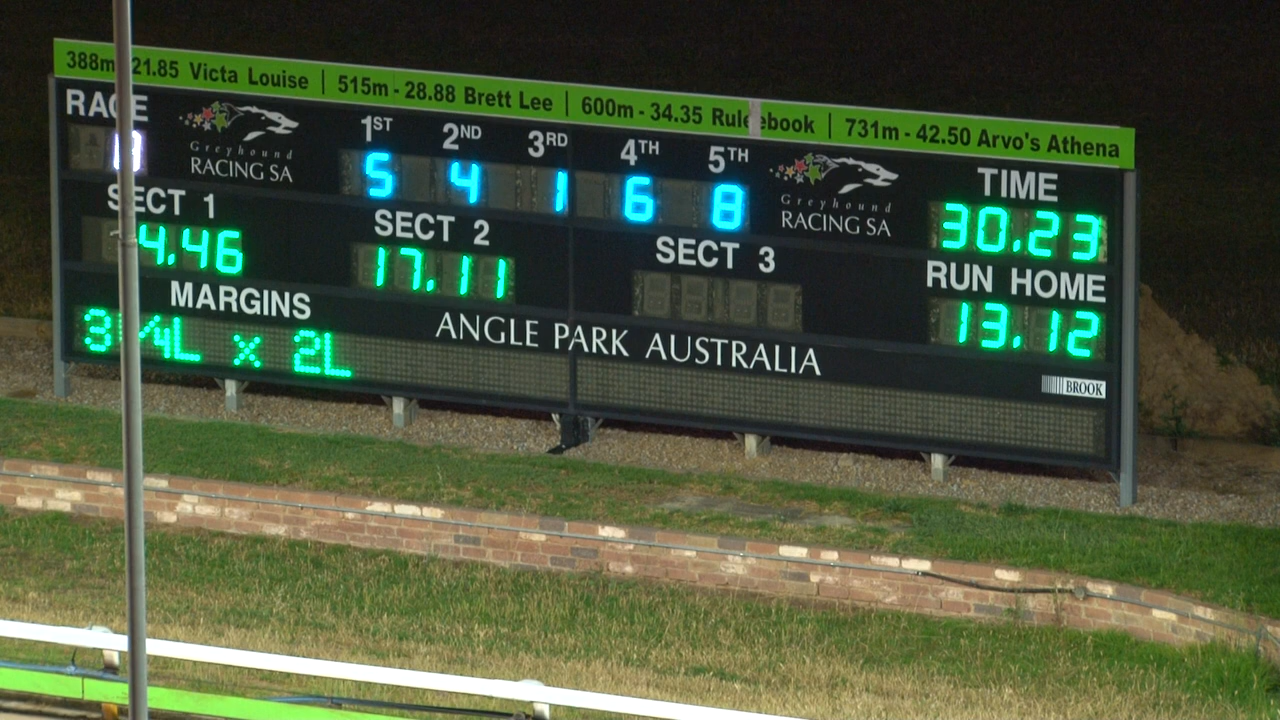 388m 21.85 Victa Louise | 515m - 28.88 Brett Lee | 600m - 34.35 Rulebook | 731m - 42.50 Arvo's Athena
RACE
Greyhound
RACING SA
1ST 2ND 3RD 4TH 5TH
5 4 1 6 8
Greyhound
RACING SA
TIME
30.23
SECT 1
4.46
SECT 2
17.11
SECT 3
RUN HOME
13.12
MARGINS
x 2L
ANGLE PARK AUSTRALIA
BROOK